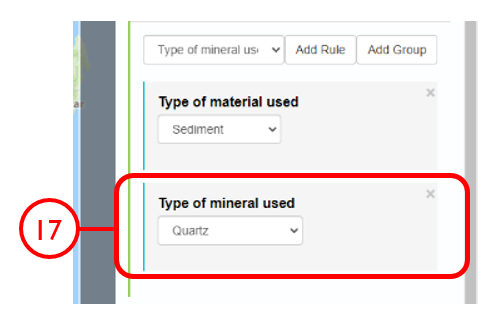 Type of mineral us
Add Rule
Add Group
×
Type of material used
Sediment
×
Type of mineral used
Quartz
17
ar